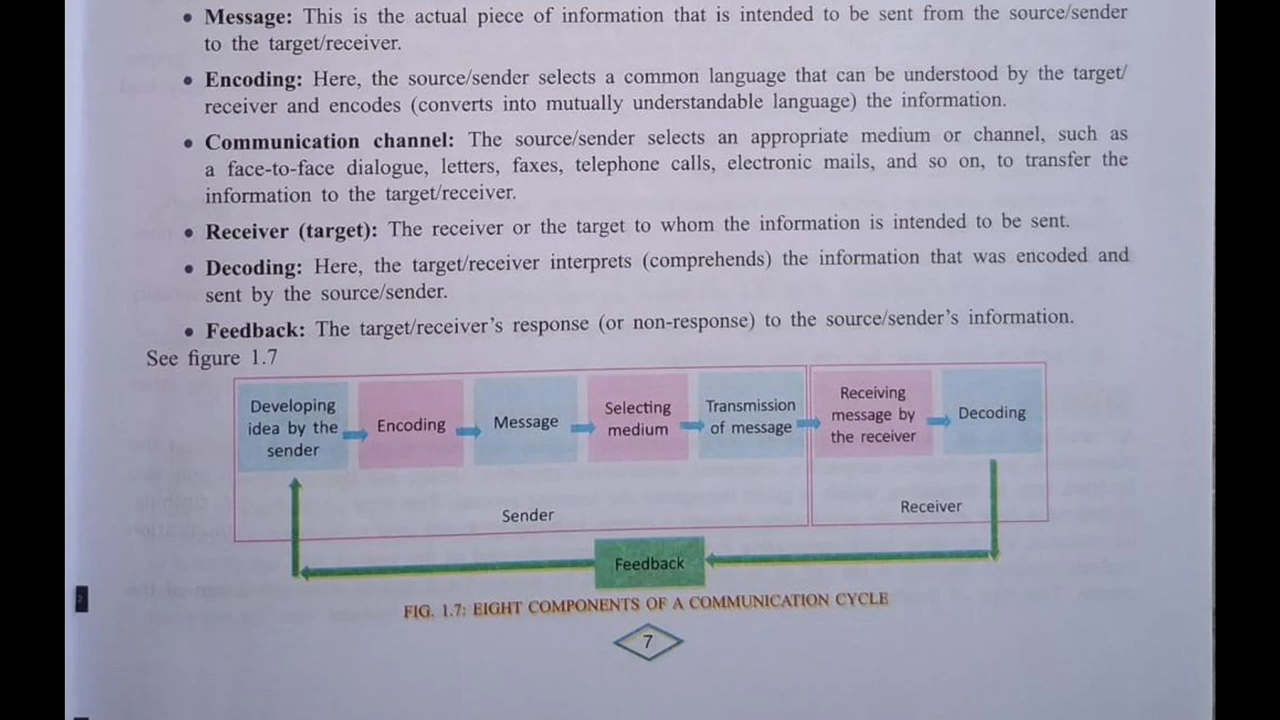 • Message: This is the actual piece of information that is intended to be sent from the source/sender
to the target/receiver.
• Encoding: Here, the source/sender selects a common language that can be understood by the target/
receiver and encodes (converts into mutually understandable language) the information.
• Communication channel: The source/sender selects an appropriate medium or channel, such as
a face-to-face dialogue, letters, faxes, telephone calls, electronic mails, and so on, to transfer the
information to the target/receiver.
• Receiver (target): The receiver or the target to whom the information is intended to be sent.
• Decoding: Here, the target/receiver interprets (comprehends) the information that was encoded and
sent by the source/sender.
• Feedback: The target/receiver's response (or non-response) to the source/sender's information.
See figure 1.7
Developing
idea by the
sender
Encoding
Message
Selecting
medium
Transmission
of message
Receiving
message by
the receiver
Decoding
Sender
Receiver
Feedback
FIG. 1.7: EIGHT COMPONENTS OF A COMMUNICATION CYCLE
7